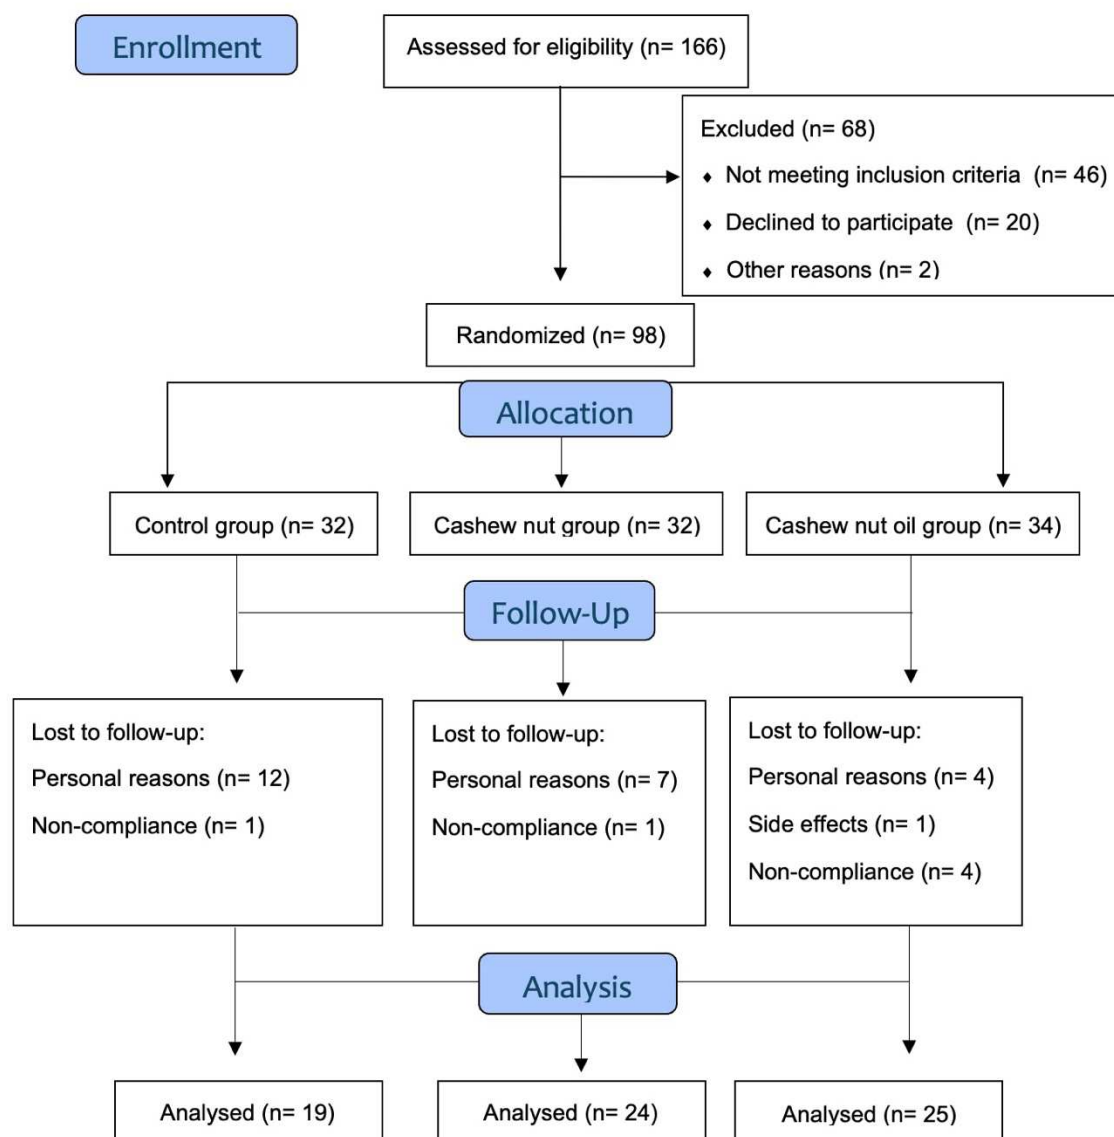 Enrollment
Assessed for eligibility (n= 166)
Excluded (n= 68)
♦ Not meeting inclusion criteria (n= 46)
♦ Declined to participate (n= 20)
♦ Other reasons (n= 2)
Randomized (n= 98)
Allocation
Control group (n= 32)
Cashew nut group (n= 32)
Cashew nut oil group (n= 34)
Follow-Up
Lost to follow-up:
Personal reasons (n= 12)
Non-compliance (n= 1)
Lost to follow-up:
Personal reasons (n= 7)
Non-compliance (n= 1)
Lost to follow-up:
Personal reasons (n= 4)
Side effects (n= 1)
Non-compliance (n= 4)
Analysis
Analysed (n= 19)
Analysed (n= 24)
Analysed (n= 25)